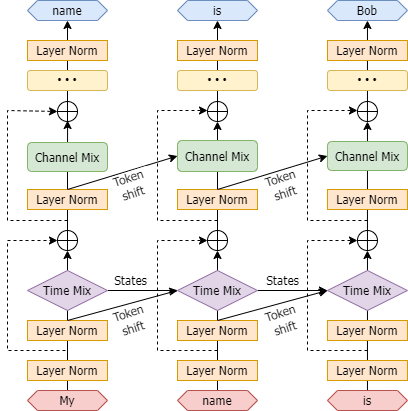 name is Bob
Layer Norm Layer Norm Layer Norm
... ... ...
Channel Mix Channel Mix Channel Mix
Token shift Token shift
Layer Norm Layer Norm Layer Norm
States States
Time Mix Time Mix Time Mix
Token shift Token shift
Layer Norm Layer Norm Layer Norm
Layer Norm Layer Norm Layer Norm
My name is